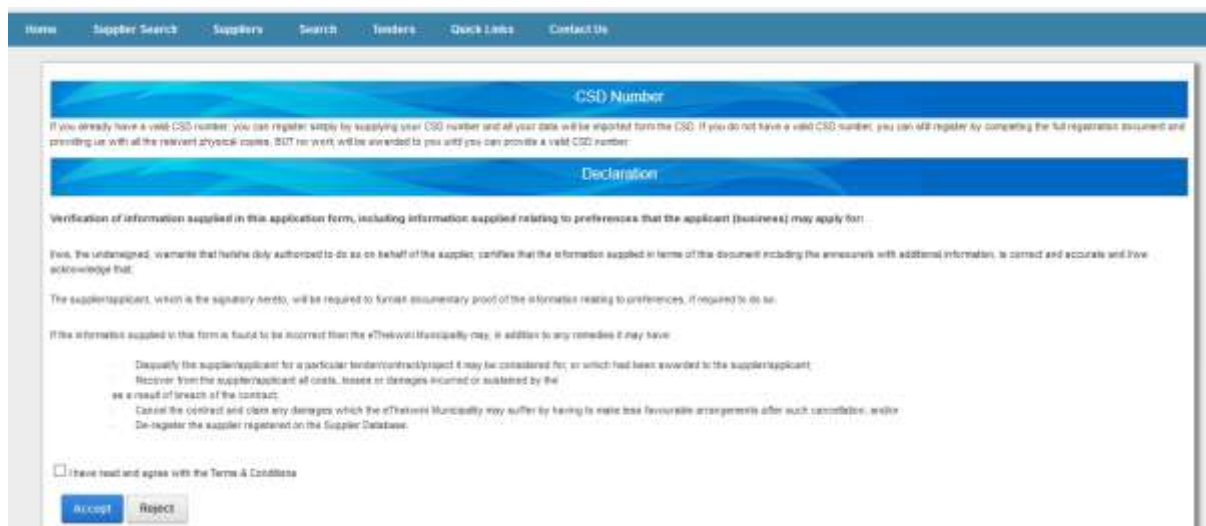 Home Supplier Search Suppliers Search Tenders Quick Links Contact Us
CSD Number
If you already have a valid CSD number, you can register simply by supplying your CSD number and all your data will be imported form the CSD. If you do not have a valid CSD number, you can still register by competing the full registration document and
providing us with all the relevant physical copies, BUT no work will be awarded to you until you can provide a valid CSD number
Declaration
Verification of information supplied in this application form, including information supplied relating to preferences that the applicant (business) may apply for:
I/we, the undersigned, warrants that he/she duly authorized to do so on behalf of the supplier, certifies that the information supplied in terms of this document including the annexure/s with additional information, is correct and accurate and I/we
acknowledge that:
The supplier/applicant, which is the signatory hereto, will be required to furnish documentary proof of the information relating to preferences, if required to do so.
If the information supplied in this form is found to be incorrect then the eThekwini Municipality may, in addition to any remedies it may have:
Disqualify the supplier/applicant for a particular tender/contract/project it may be considered for, or which had been awarded to the supplier/applicant;
Recover from the supplier/applicant all costs, losses or damages incurred or sustained by the
as a result of breach of the contract;
Cancel the contract and claim any damages which the eThekwini Municipality may suffer by having to make less favourable arrangements after such cancellation, and/or
De-register the supplier registered on the Supplier Database.
I have read and agree with the Terms & Conditions
Accept Reject